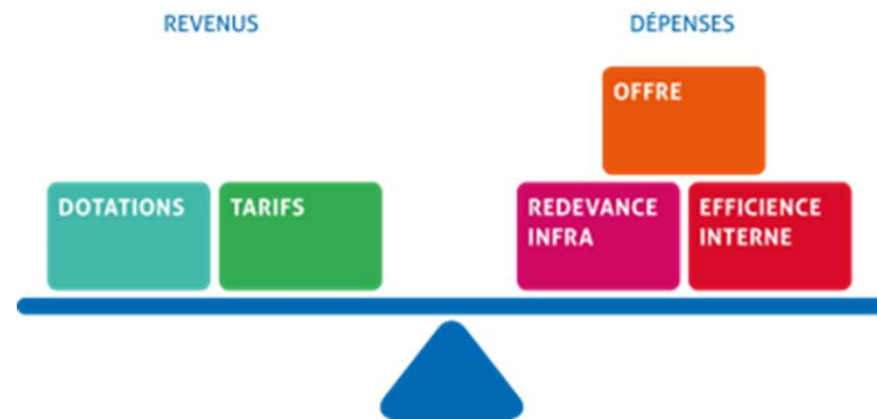 REVENUS
DÉPENSES
OFFRE
DOTATIONS
TARIFS
REDEVANCE
INFRA
EFFICIENCE
INTERNE